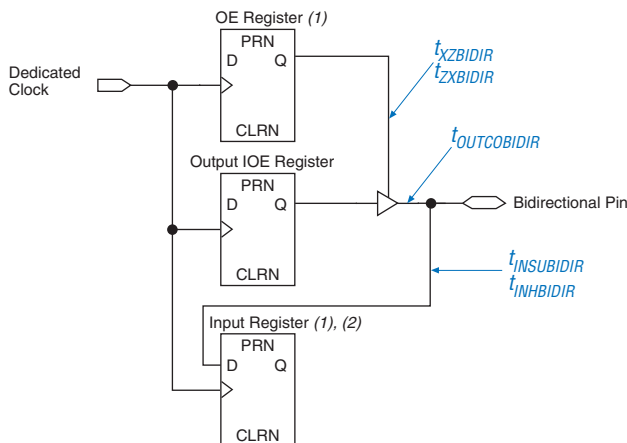 OE Register (1)
PRN
D Q
CLRN
Dedicated
Clock
tXZBIDIR
tZXBIDIR
tOUTCOBIDIR
Output IOE Register
PRN
D Q
CLRN
Bidirectional Pin
tINSUBIDIR
tINHBIDIR
Input Register (1), (2)
PRN
D Q
CLRN